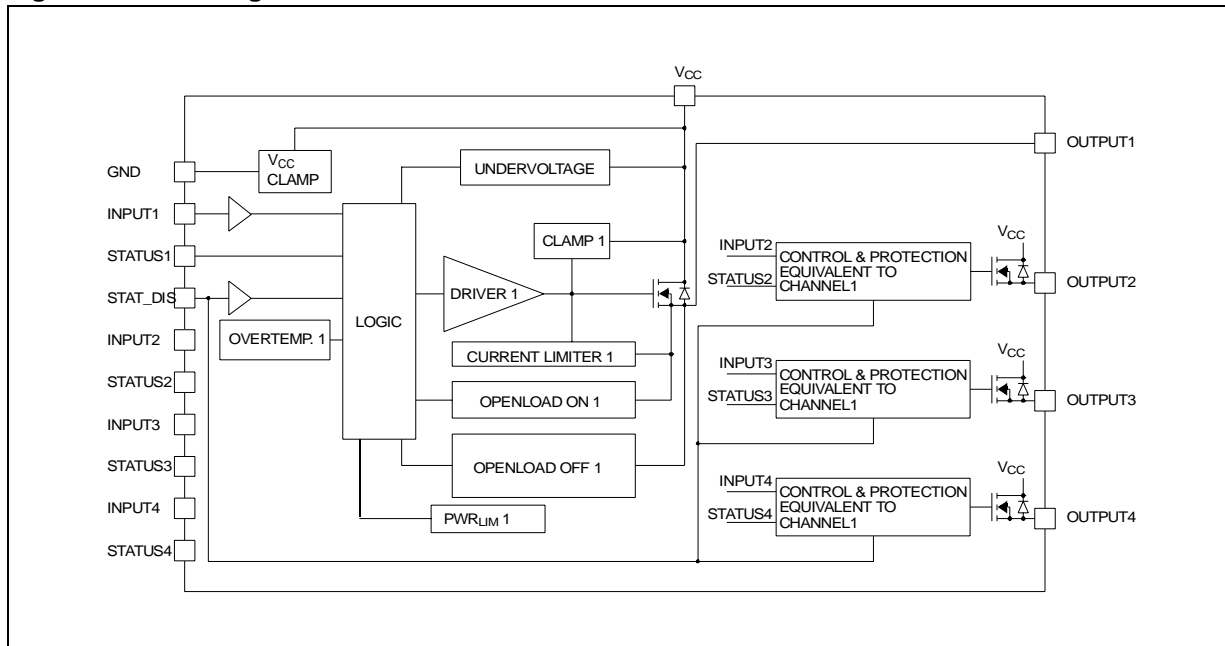 VCC
GND
INPUT1
STATUS1
STAT_DIS
INPUT2
STATUS2
INPUT3
STATUS3
INPUT4
STATUS4
VCC
CLAMP
UNDERVOLTAGE
CLAMP 1
DRIVER 1
LOGIC
OVERTEMP. 1
CURRENT LIMITER 1
OPENLOAD ON 1
OPENLOAD OFF 1
PWRLIM 1
OUTPUT1
INPUT2
STATUS2
CONTROL & PROTECTION
EQUIVALENT TO
CHANNEL1
VCC
OUTPUT2
INPUT3
STATUS3
CONTROL & PROTECTION
EQUIVALENT TO
CHANNEL1
VCC
OUTPUT3
INPUT4
STATUS4
CONTROL & PROTECTION
EQUIVALENT TO
CHANNEL1
VCC
OUTPUT4